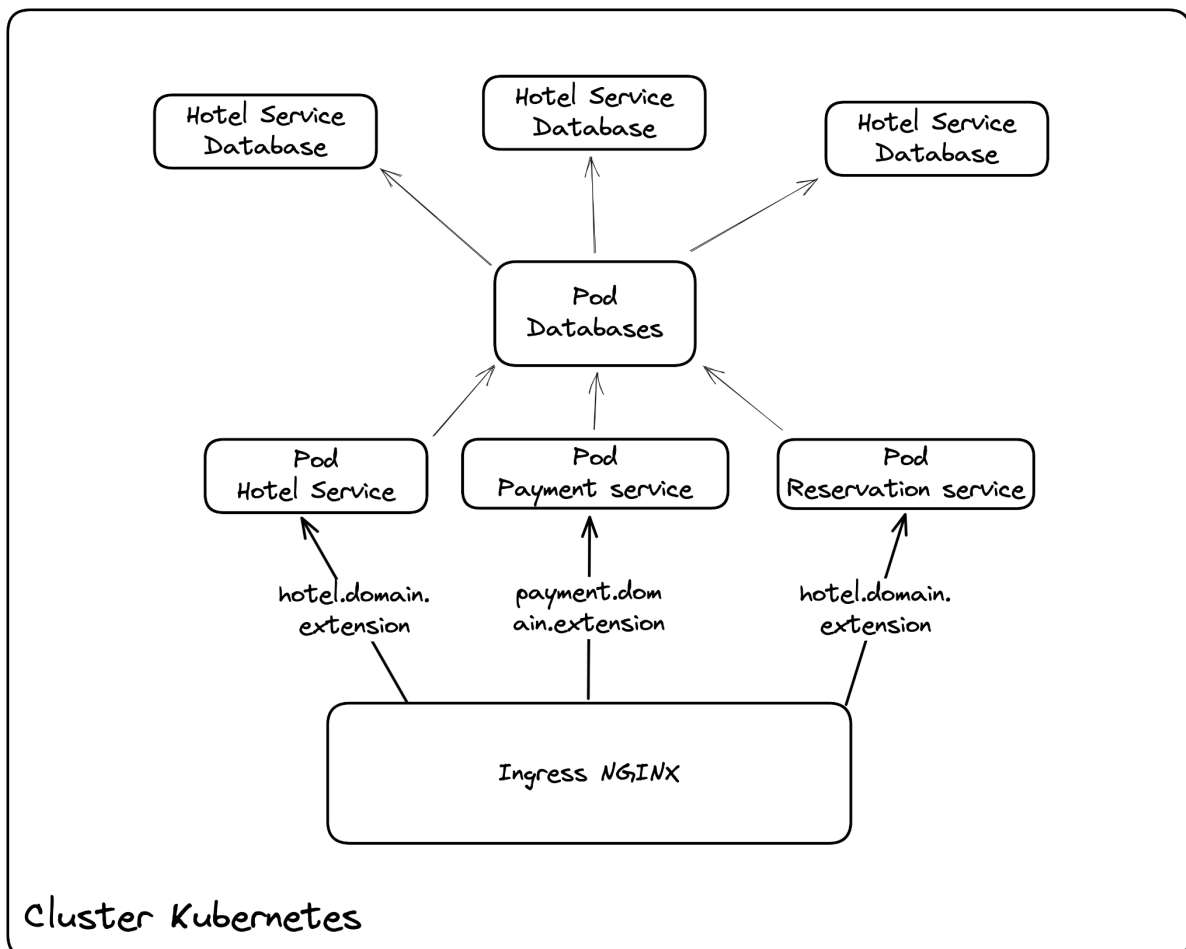 Hotel Service
Database
Hotel Service
Database
Hotel Service
Database
Pod
Databases
Pod
Hotel Service
Pod
Payment service
Pod
Reservation service
hotel.domain.
extension
payment.dom
ain.extension
hotel.domain.
extension
Ingress NGINX
Cluster Kubernetes